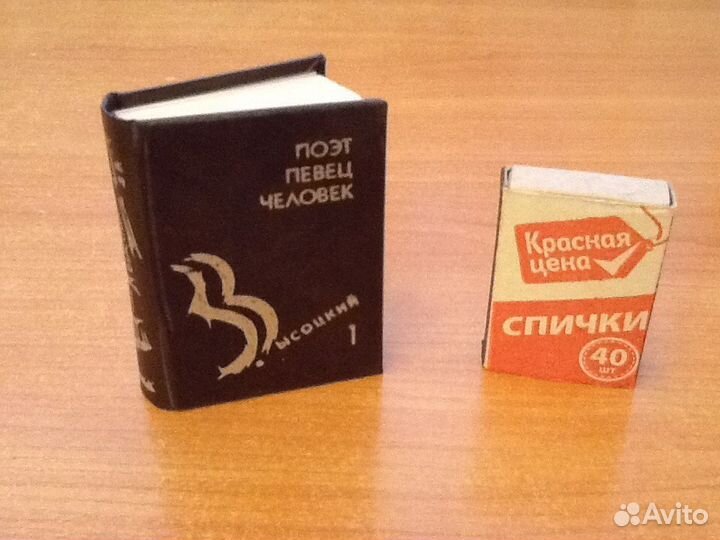 ПОЭТ
ПЕВЕЦ
ЧЕЛОВЕК
Высоцкий
1
Красная
цена
СПИЧКИ
40
шт
Avito